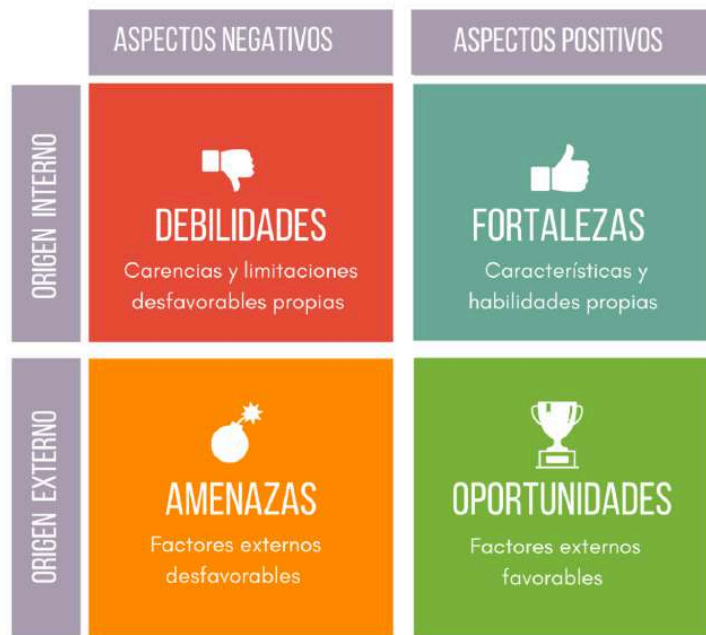 ASPECTOS NEGATIVOS
ASPECTOS POSITIVOS
ORIGEN INTERNO
DEBILIDADES
Carencias y limitaciones
desfavorables propias
FORTALEZAS
Características y
habilidades propias
ORIGEN EXTERNO
AMENAZAS
Factores externos
desfavorables
OPORTUNIDADES
Factores externos
favorables